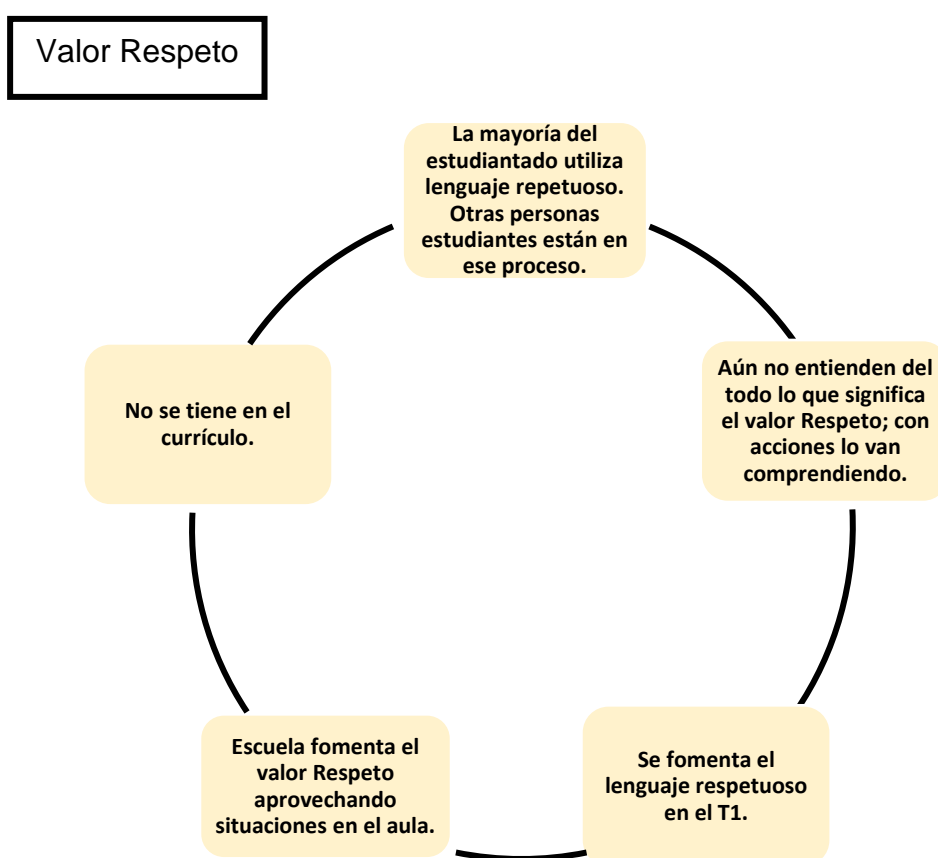 Valor Respeto
La mayoría del
estudiantado utiliza
lenguaje repetuoso.
Otras personas
estudiantes están en
ese proceso.
Aún no entienden del
todo lo que significa
el valor Respeto; con
acciones lo van
comprendiendo.
Se fomenta el
lenguaje respetuoso
en el T1.
Escuela fomenta el
valor Respeto
aprovechando
situaciones en el aula.
No se tiene en el
currículo.